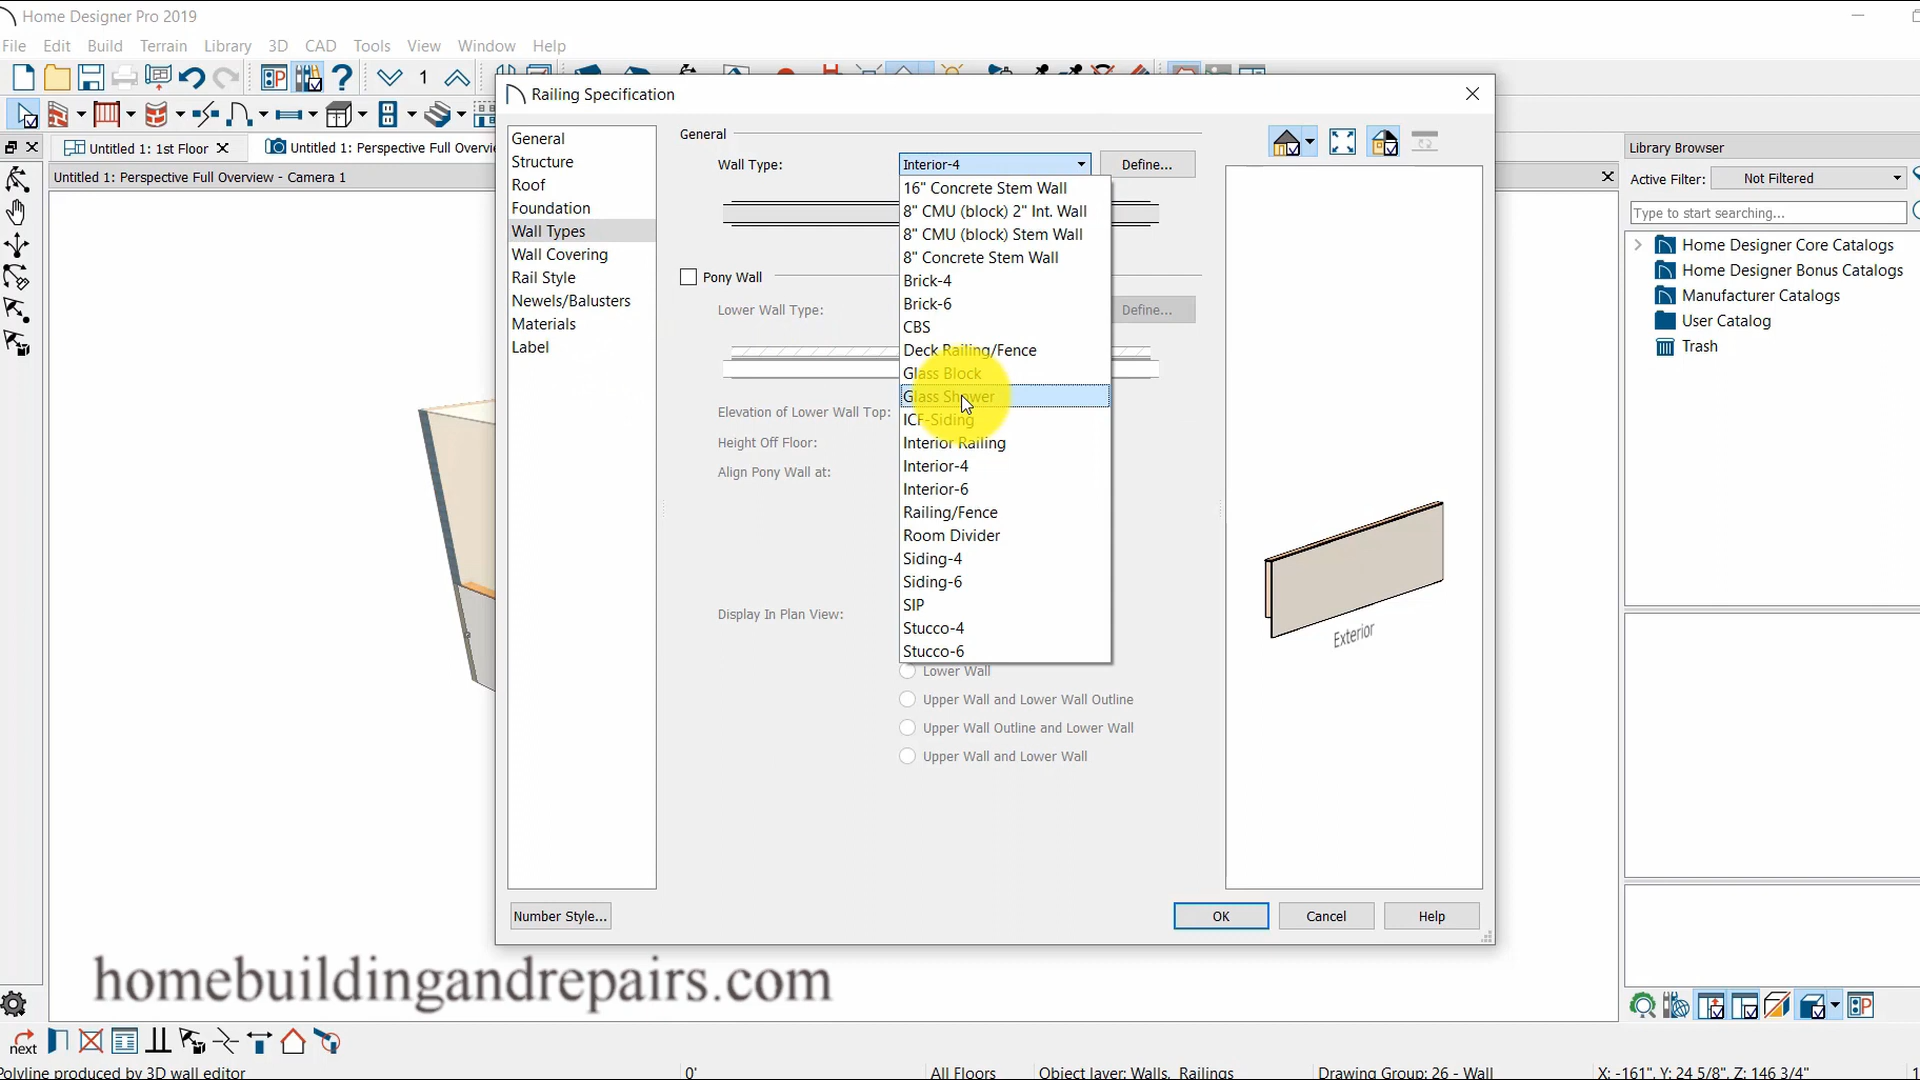 Home Designer Pro 2019
File Edit Build Terrain Library 3D CAD Tools View Window Help
1
Railing Specification
Untitled 1: 1st Floor
Untitled 1: Perspective Full Overvi
Untitled 1: Perspective Full Overview - Camera 1
General
Structure
Roof
Foundation
Wall Types
Wall Covering
Rail Style
Newels/Balusters
Materials
Label
General
Wall Type:
Interior-4
Define...
16" Concrete Stem Wall
8" CMU (block) 2" Int. Wall
8" CMU (block) Stem Wall
8" Concrete Stem Wall
Brick-4
Brick-6
CBS
Deck Railing/Fence
Glass Block
Glass Shower
ICF-Siding
Interior Railing
Interior-4
Interior-6
Railing/Fence
Room Divider
Siding-4
Siding-6
SIP
Stucco-4
Stucco-6
Pony Wall
Lower Wall Type:
Define...
Elevation of Lower Wall Top:
Height Off Floor:
Align Pony Wall at:
Display In Plan View:
Lower Wall
Upper Wall and Lower Wall Outline
Upper Wall Outline and Lower Wall
Upper Wall and Lower Wall
Exterior
Number Style...
OK
Cancel
Help
Library Browser
Active Filter: Not Filtered
Type to start searching...
Home Designer Core Catalogs
Home Designer Bonus Catalogs
Manufacturer Catalogs
User Catalog
Trash
homebuildingandrepairs.com
next
Polyline produced by 3D wall editor
0'
All Floors
Object layer: Walls, Railings
Drawing Group: 26 - Wall
X: -161", Y: 24 5/8", Z: 146 3/4"